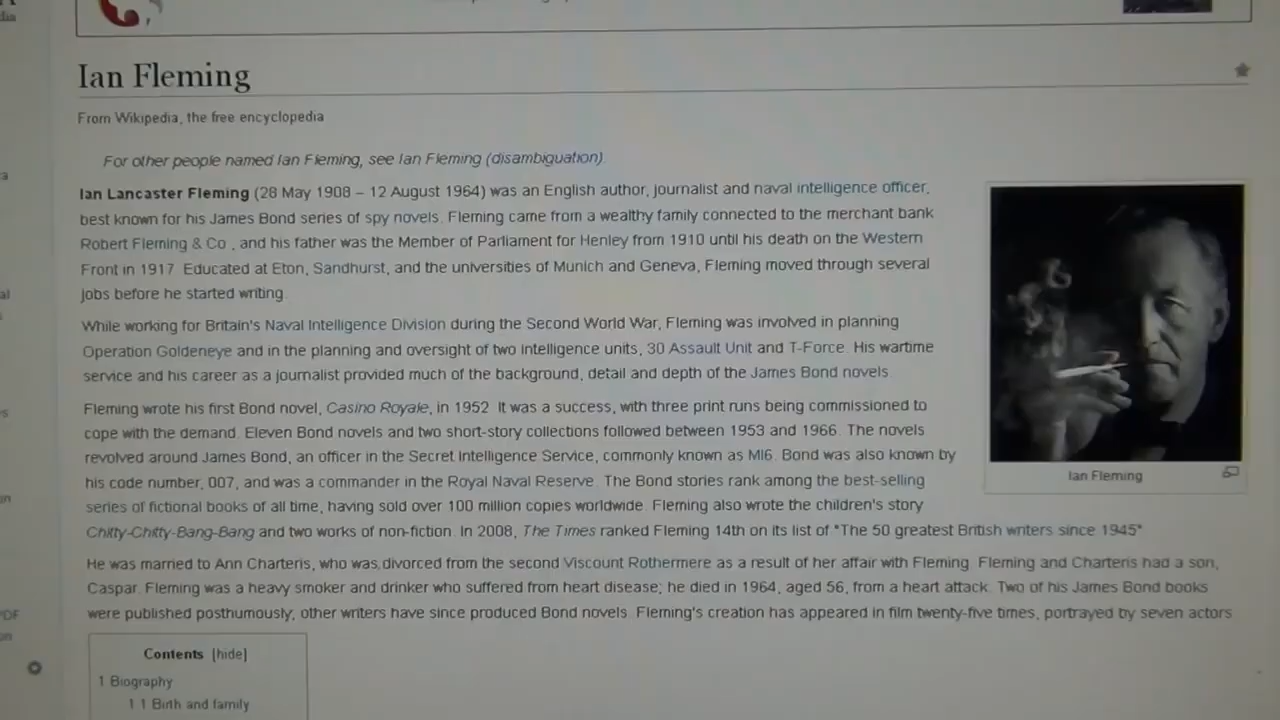 dia
Ian Fleming
From Wikipedia, the free encyclopedia
For other people named Ian Fleming, see Ian Fleming (disambiguation).
Ian Lancaster Fleming (28 May 1908 – 12 August 1964) was an English author, journalist and naval intelligence officer,
best known for his James Bond series of spy novels. Fleming came from a wealthy family connected to the merchant bank
Robert Fleming & Co., and his father was the Member of Parliament for Henley from 1910 until his death on the Western
Front in 1917. Educated at Eton, Sandhurst, and the universities of Munich and Geneva, Fleming moved through several
jobs before he started writing.
While working for Britain's Naval Intelligence Division during the Second World War, Fleming was involved in planning
Operation Goldeneye and in the planning and oversight of two intelligence units, 30 Assault Unit and T-Force. His wartime
service and his career as a journalist provided much of the background, detail and depth of the James Bond novels.
Fleming wrote his first Bond novel, Casino Royale, in 1952. It was a success, with three print runs being commissioned to
cope with the demand. Eleven Bond novels and two short-story collections followed between 1953 and 1966. The novels
revolved around James Bond, an officer in the Secret Intelligence Service, commonly known as MI6. Bond was also known by
his code number, 007, and was a commander in the Royal Naval Reserve. The Bond stories rank among the best-selling
series of fictional books of all time, having sold over 100 million copies worldwide. Fleming also wrote the children's story
Chitty-Chitty-Bang-Bang and two works of non-fiction. In 2008, The Times ranked Fleming 14th on its list of "The 50 greatest British writers since 1945"
He was married to Ann Charteris, who was divorced from the second Viscount Rothermere as a result of her affair with Fleming. Fleming and Charteris had a son,
Caspar. Fleming was a heavy smoker and drinker who suffered from heart disease; he died in 1964, aged 56, from a heart attack. Two of his James Bond books
were published posthumously, other writers have since produced Bond novels. Fleming's creation has appeared in film twenty-five times, portrayed by seven actors
Ian Fleming
Contents [hide]
1 Biography
1.1 Birth and family